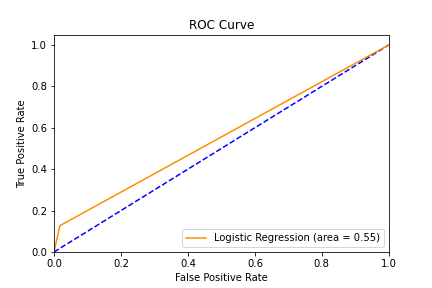 ROC Curve
True Positive Rate
1.0
0.8
0.6
0.4
0.2
0.0
Logistic Regression (area = 0.55)
0.0 0.2 0.4 0.6 0.8 1.0
False Positive Rate